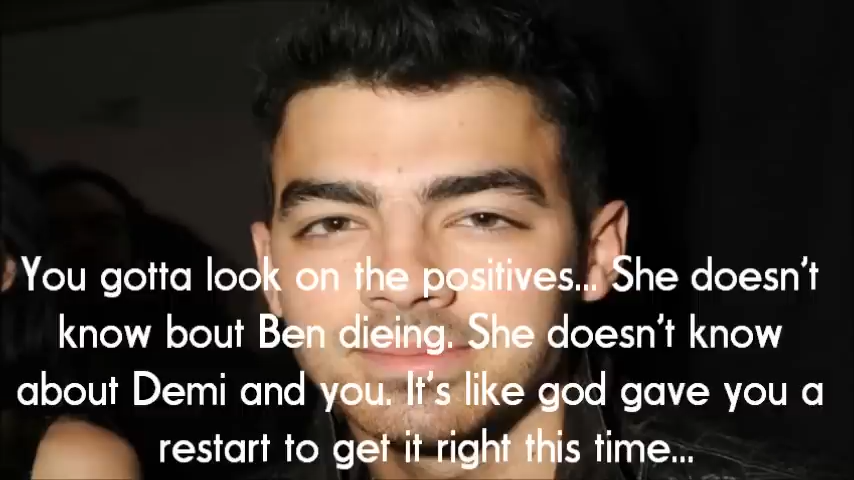 You gotta look on the positives... She doesn't
know bout Ben dieing. She doesn't know
about Demi and you. It's like god gave you a
restart to get it right this time...